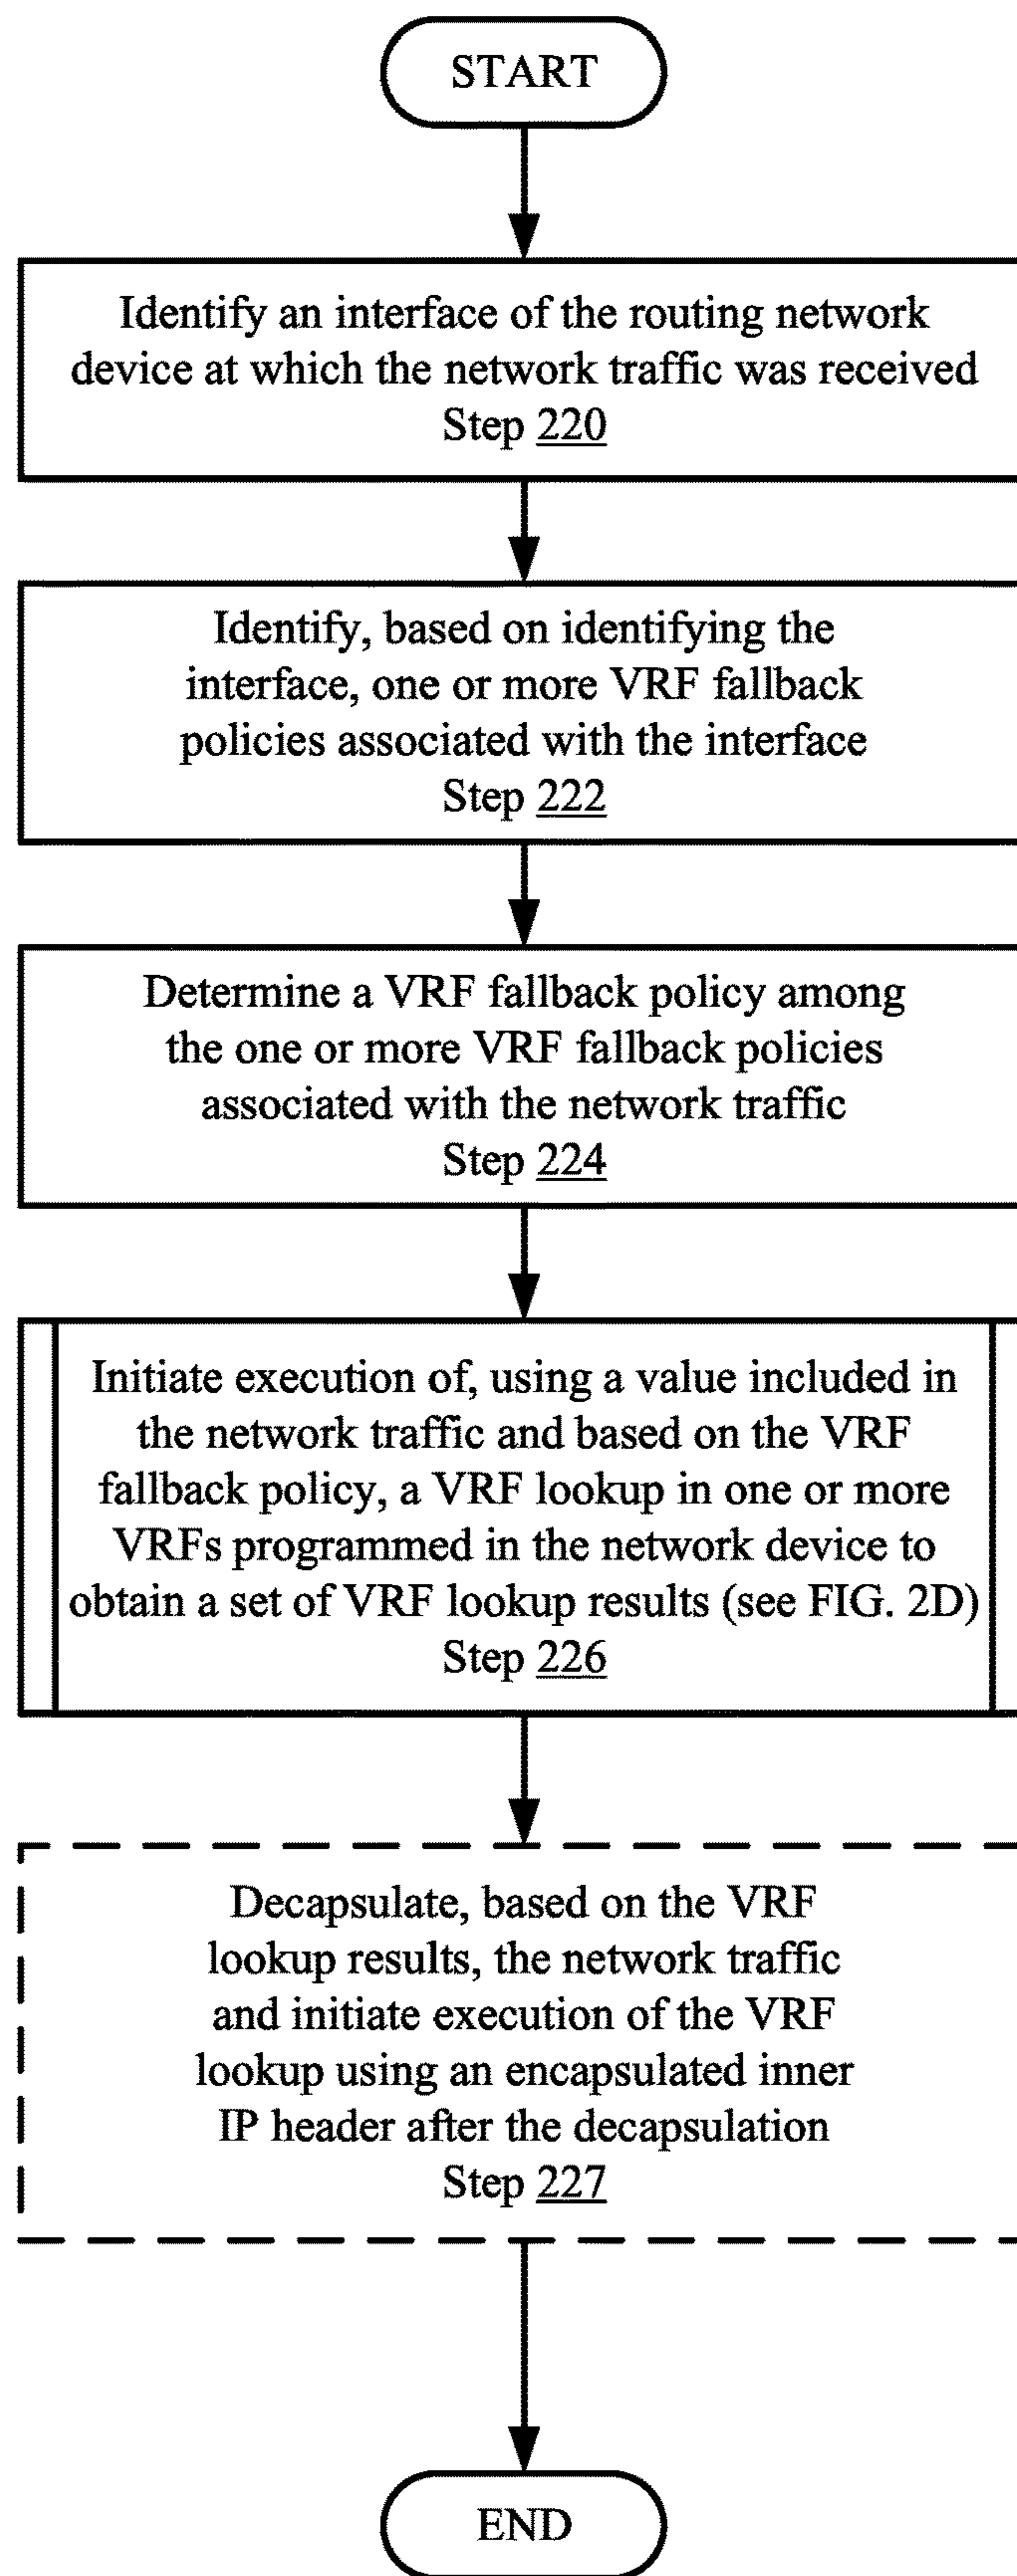 START
Identify an interface of the routing network
device at which the network traffic was received
Step 220
Identify, based on identifying the
interface, one or more VRF fallback
policies associated with the interface
Step 222
Determine a VRF fallback policy among
the one or more VRF fallback policies
associated with the network traffic
Step 224
Initiate execution of, using a value included in
the network traffic and based on the VRF
fallback policy, a VRF lookup in one or more
VRFs programmed in the network device to
obtain a set of VRF lookup results (see FIG. 2D)
Step 226
Decapsulate, based on the VRF
lookup results, the network traffic
and initiate execution of the VRF
lookup using an encapsulated inner
IP header after the decapsulation
Step 227
END